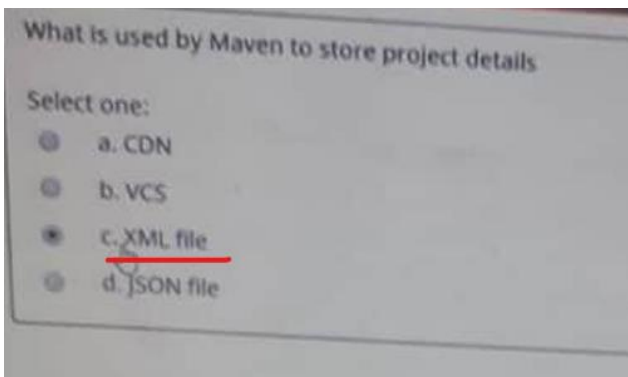 What is used by Maven to store project details
Select one:
a. CDN
b. VCS
c. XML file
d. JSON file